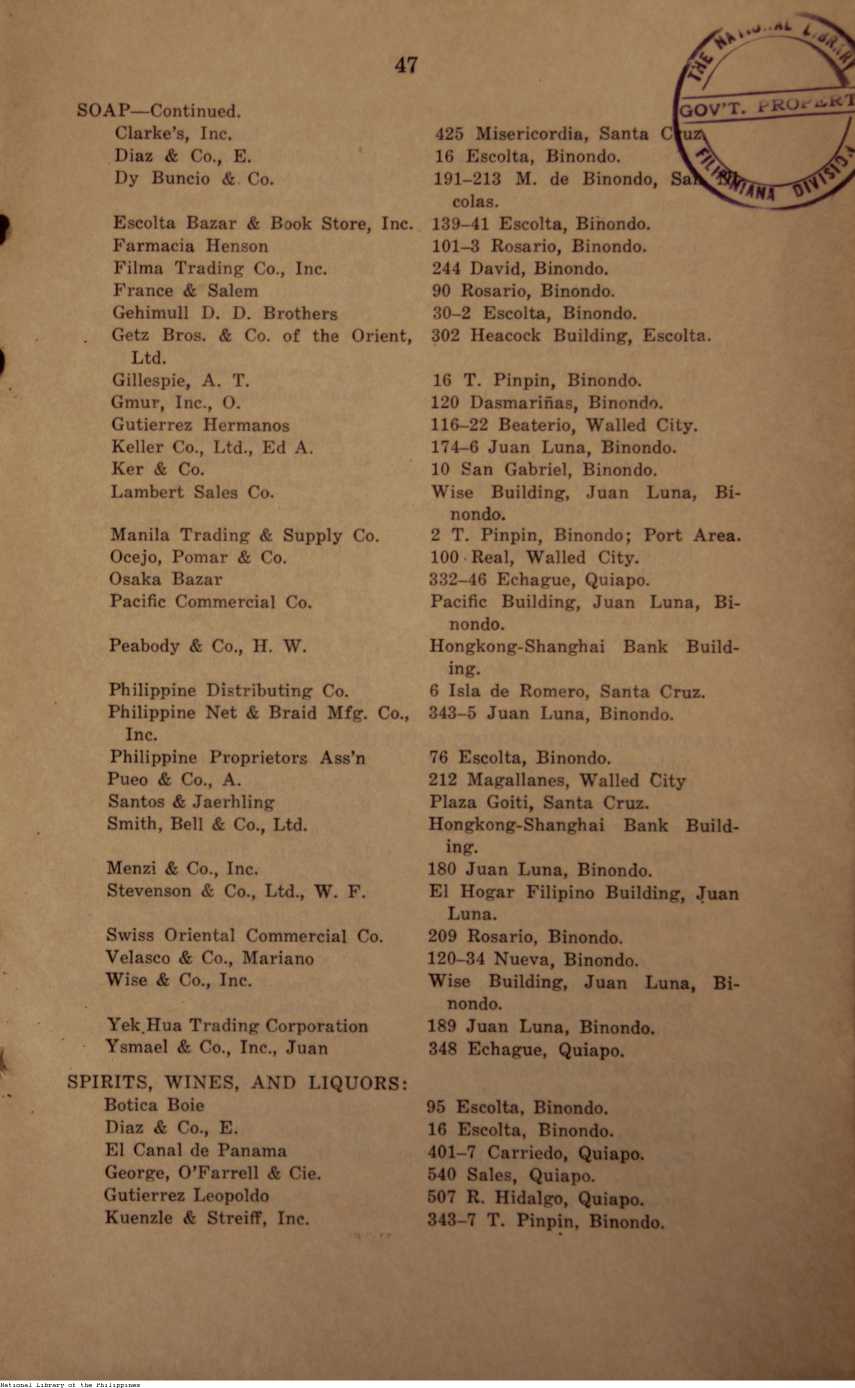 47
THE NATIONAL LIBRARY
GOV'T. PROPERT
FILIPINIANA DIVISION
SOAP—Continued.
Clarke's, Inc. 425 Misericordia, Santa Cruz
Diaz & Co., E. 16 Escolta, Binondo.
Dy Buncio & Co. 191–213 M. de Binondo, San Ni-
colas.
Escolta Bazar & Book Store, Inc. 139–41 Escolta, Binondo.
Farmacia Henson 101–3 Rosario, Binondo.
Filma Trading Co., Inc. 244 David, Binondo.
France & Salem 90 Rosario, Binondo.
Gehimull D. D. Brothers 30–2 Escolta, Binondo.
Getz Bros. & Co. of the Orient, 302 Heacock Building, Escolta.
Ltd.
Gillespie, A. T. 16 T. Pinpin, Binondo.
Gmur, Inc., O. 120 Dasmariñas, Binondo.
Gutierrez Hermanos 116–22 Beaterio, Walled City.
Keller Co., Ltd., Ed A. 174–6 Juan Luna, Binondo.
Ker & Co. 10 San Gabriel, Binondo.
Lambert Sales Co. Wise Building, Juan Luna, Bi-
nondo.
Manila Trading & Supply Co. 2 T. Pinpin, Binondo; Port Area.
Ocejo, Pomar & Co. 100 Real, Walled City.
Osaka Bazar 332–46 Echague, Quiapo.
Pacific Commercial Co. Pacific Building, Juan Luna, Bi-
nondo.
Peabody & Co., H. W. Hongkong-Shanghai Bank Build-
ing.
Philippine Distributing Co. 6 Isla de Romero, Santa Cruz.
Philippine Net & Braid Mfg. Co., 343–5 Juan Luna, Binondo.
Inc.
Philippine Proprietors Ass'n 76 Escolta, Binondo.
Pueo & Co., A. 212 Magallanes, Walled City
Santos & Jaerhling Plaza Goiti, Santa Cruz.
Smith, Bell & Co., Ltd. Hongkong-Shanghai Bank Build-
ing.
Menzi & Co., Inc. 180 Juan Luna, Binondo.
Stevenson & Co., Ltd., W. F. El Hogar Filipino Building, Juan
Luna.
Swiss Oriental Commercial Co. 209 Rosario, Binondo.
Velasco & Co., Mariano 120–34 Nueva, Binondo.
Wise & Co., Inc. Wise Building, Juan Luna, Bi-
nondo.
Yek Hua Trading Corporation 189 Juan Luna, Binondo.
Ysmael & Co., Inc., Juan 348 Echague, Quiapo.
SPIRITS, WINES, AND LIQUORS:
Botica Boie 95 Escolta, Binondo.
Diaz & Co., E. 16 Escolta, Binondo.
El Canal de Panama 401–7 Carriedo, Quiapo.
George, O'Farrell & Cie. 540 Sales, Quiapo.
Gutierrez Leopoldo 507 R. Hidalgo, Quiapo.
Kuenzle & Streiff, Inc. 343–7 T. Pinpin, Binondo.
National Library of the Philippines